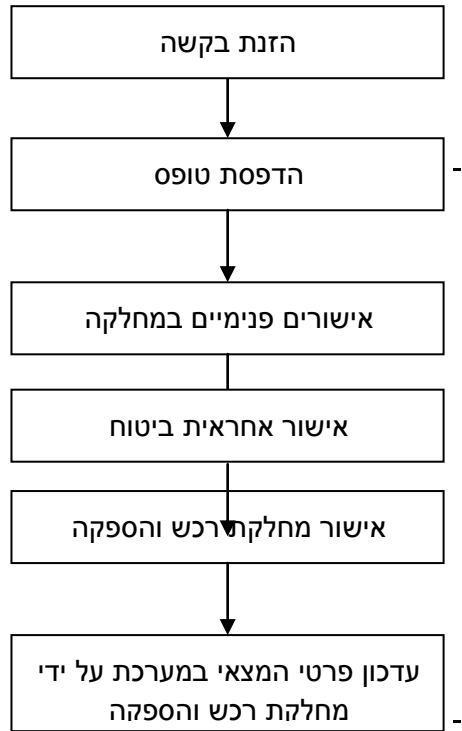 הזנת בקשה
הדפסת טופס
אישורים פנימיים במחלקה
אישור אחראית ביטוח
אישור מחלקת רכש והספקה
עדכון פרטי המצאי במערכת על ידי
מחלקת רכש והספקה